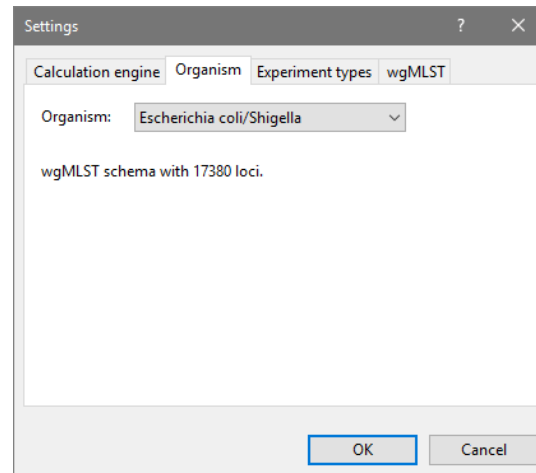 Settings ?
Calculation engine Organism Experiment types wgMLST
Organism: Escherichia coli/Shigella
wgMLST schema with 17380 loci.
OK Cancel